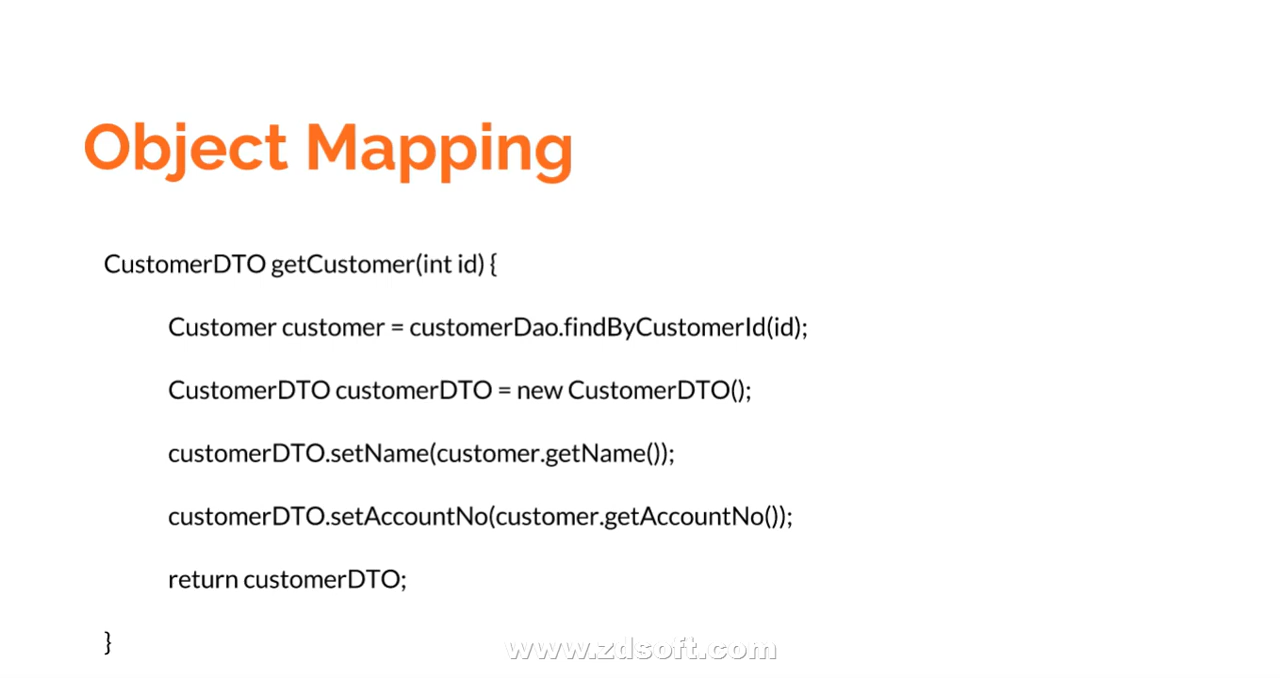 Object Mapping
CustomerDTO getCustomer(int id) {
Customer customer = customerDao.findByCustomerId(id);
CustomerDTO customerDTO = new CustomerDTO();
customerDTO.setName(customer.getName());
customerDTO.setAccountNo(customer.getAccountNo());
return customerDTO;
}
www.zdsoft.com